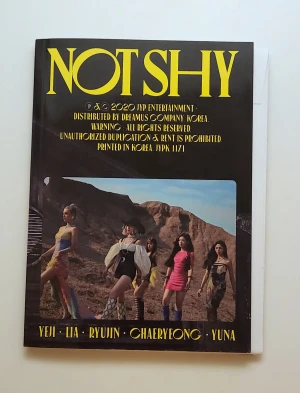 NOT SHY
Ⓟ & © 2020 JYP ENTERTAINMENT ·
DISTRIBUTED BY DREAMUS COMPANY. KOREA
WARNING · ALL RIGHTS RESERVED
UNAUTHORIZED DUPLICATION & RENT IS PROHIBITED.
PRINTED IN KOREA JYPK 1171
YEJI · LIA · RYUJIN · CHAERYEONG · YUNA